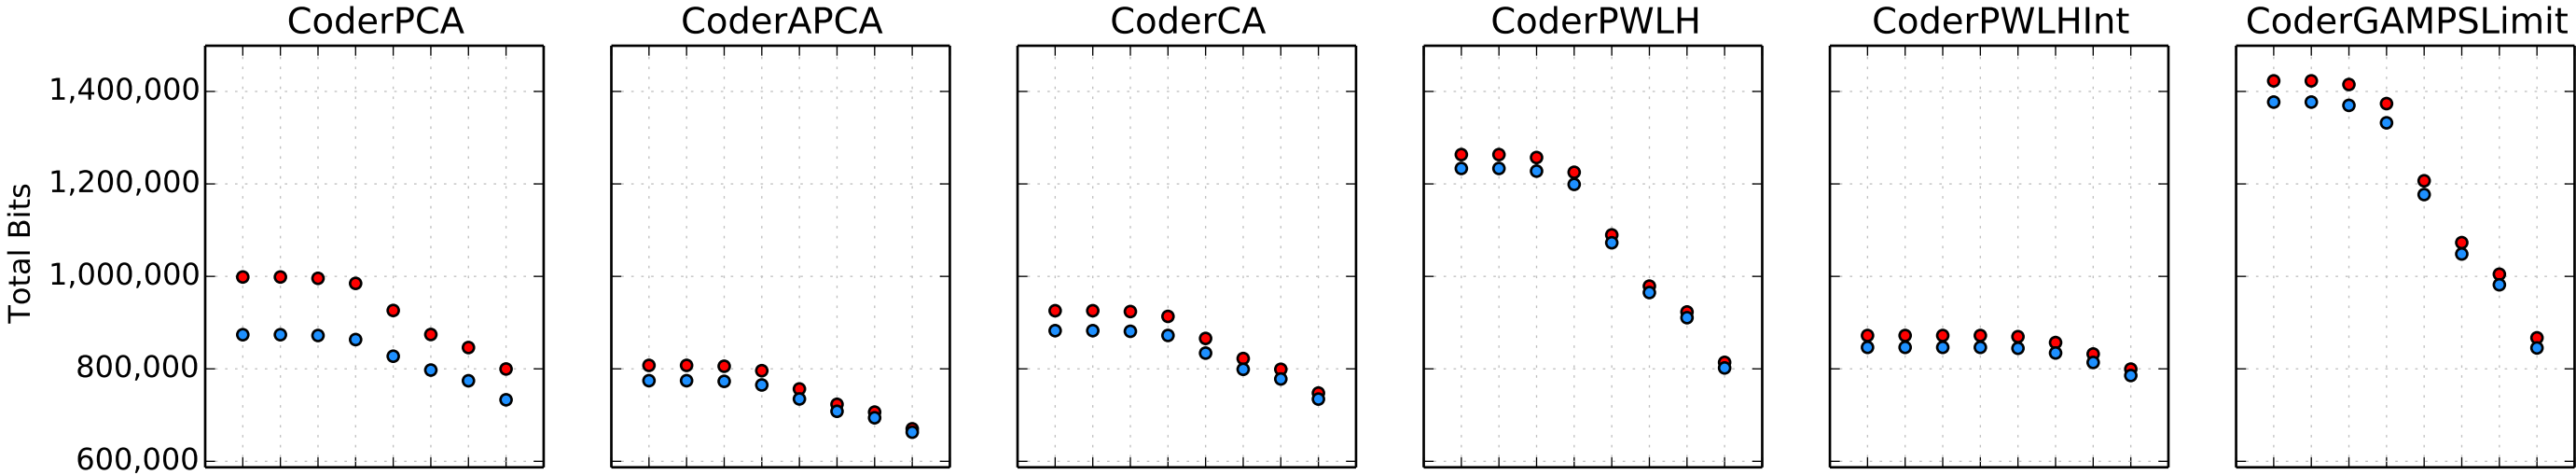 CoderPCA CoderAPCA CoderCA CoderPWLH CoderPWLHInt CoderGAMPSLimit
1,400,000
1,200,000
1,000,000
800,000
600,000
Total Bits